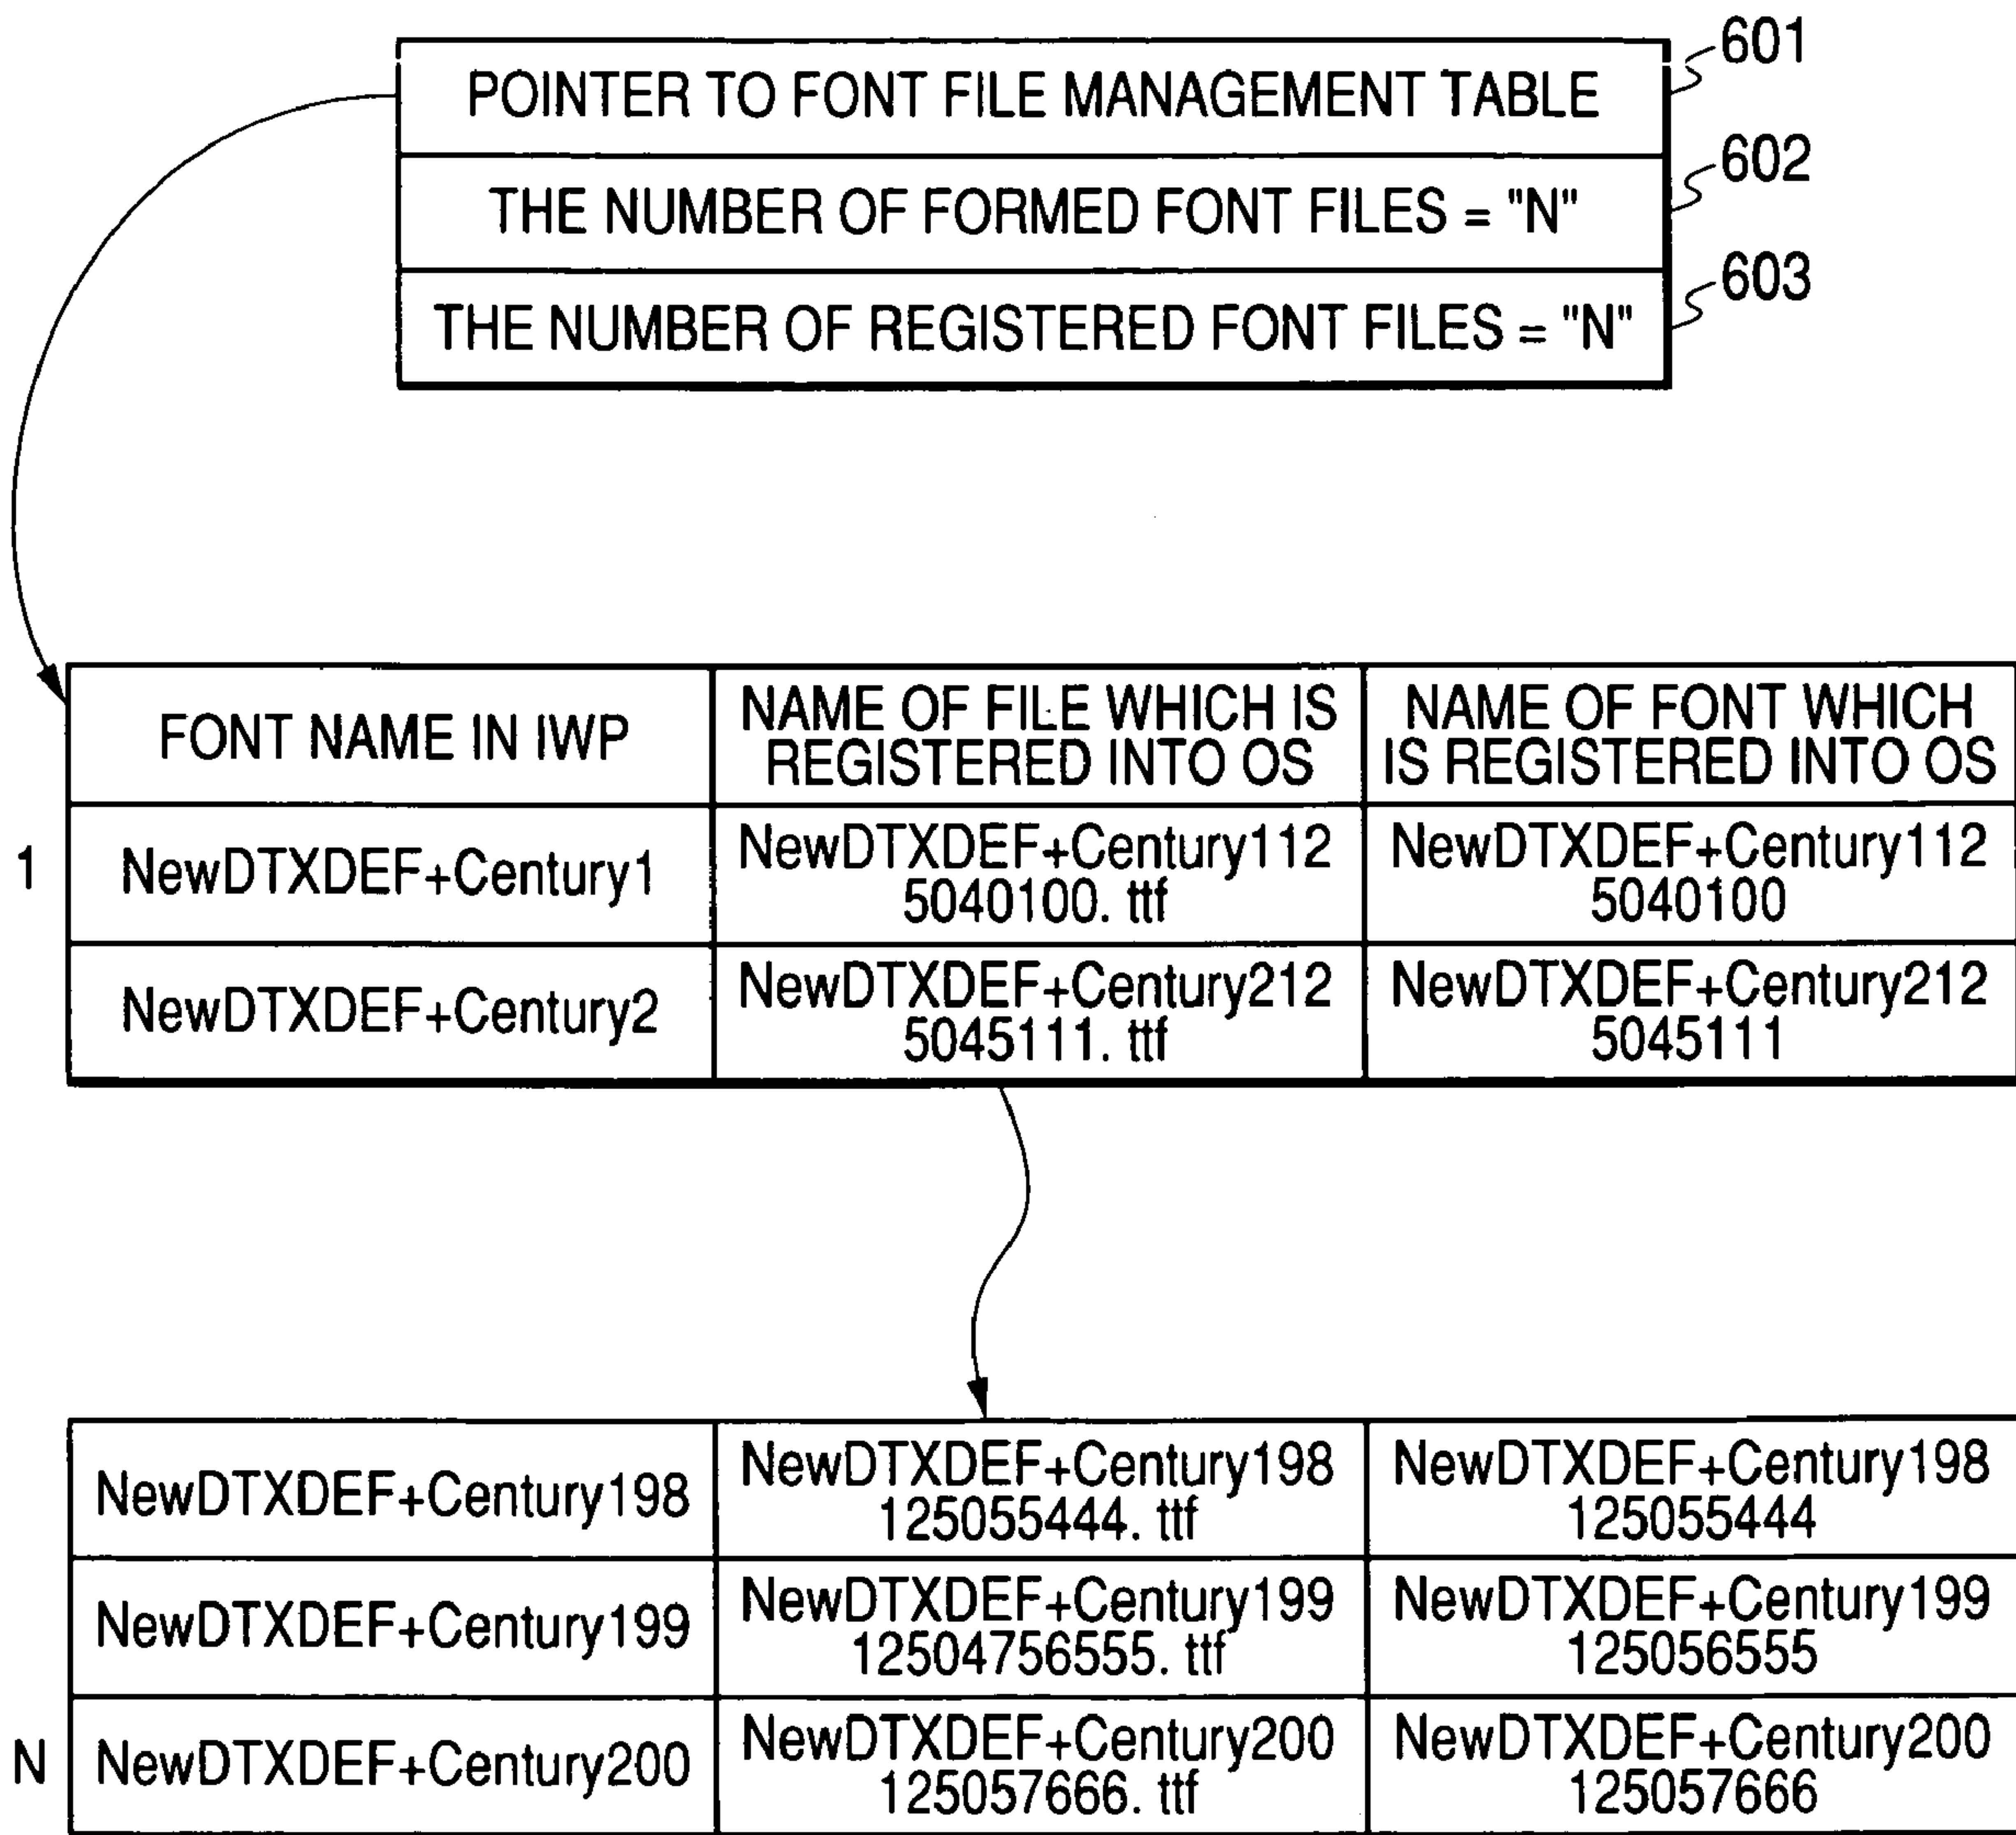 POINTER TO FONT FILE MANAGEMENT TABLE
601
THE NUMBER OF FORMED FONT FILES = "N"
602
THE NUMBER OF REGISTERED FONT FILES = "N"
603
FONT NAME IN IWP
NAME OF FILE WHICH IS
REGISTERED INTO OS
NAME OF FONT WHICH
IS REGISTERED INTO OS
1
NewDTXDEF+Century1
NewDTXDEF+Century112
5040100. ttf
NewDTXDEF+Century112
5040100
NewDTXDEF+Century2
NewDTXDEF+Century212
5045111. ttf
NewDTXDEF+Century212
5045111
NewDTXDEF+Century198
NewDTXDEF+Century198
125055444. ttf
NewDTXDEF+Century198
125055444
NewDTXDEF+Century199
NewDTXDEF+Century199
12504756555. ttf
NewDTXDEF+Century199
125056555
N
NewDTXDEF+Century200
NewDTXDEF+Century200
125057666. ttf
NewDTXDEF+Century200
125057666